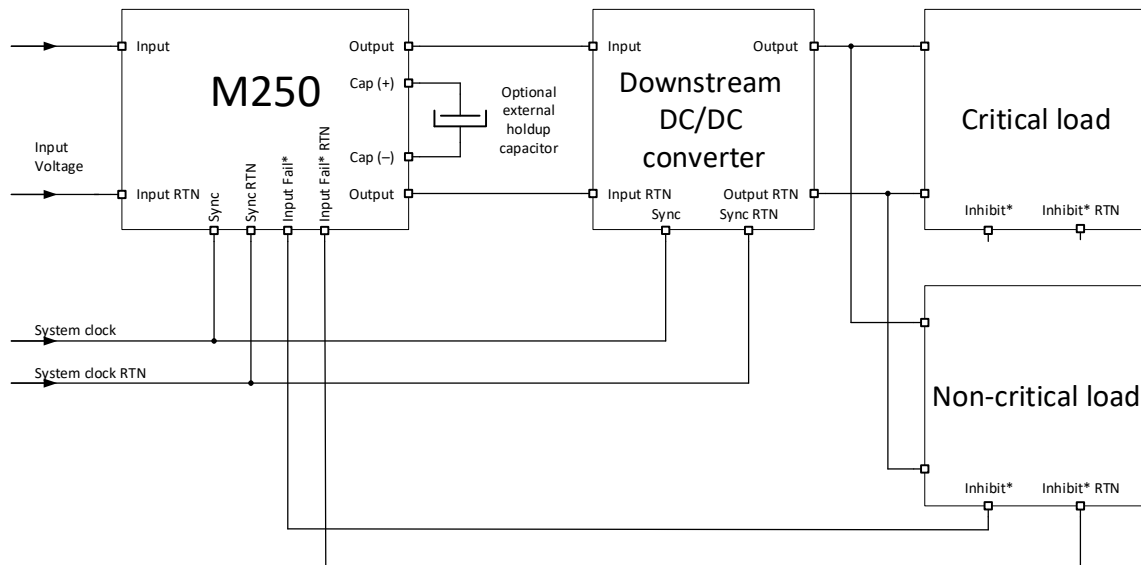 Input
Output
Cap (+)
Cap (–)
Output
Input RTN
M250
Sync
Sync RTN
Input Fail*
Input Fail* RTN
Input
Voltage
Optional
external
holdup
capacitor
Input
Output
Downstream
DC/DC
converter
Input RTN
Output RTN
Sync
Sync RTN
Critical load
Inhibit*
Inhibit* RTN
System clock
System clock RTN
Non-critical load
Inhibit*
Inhibit* RTN